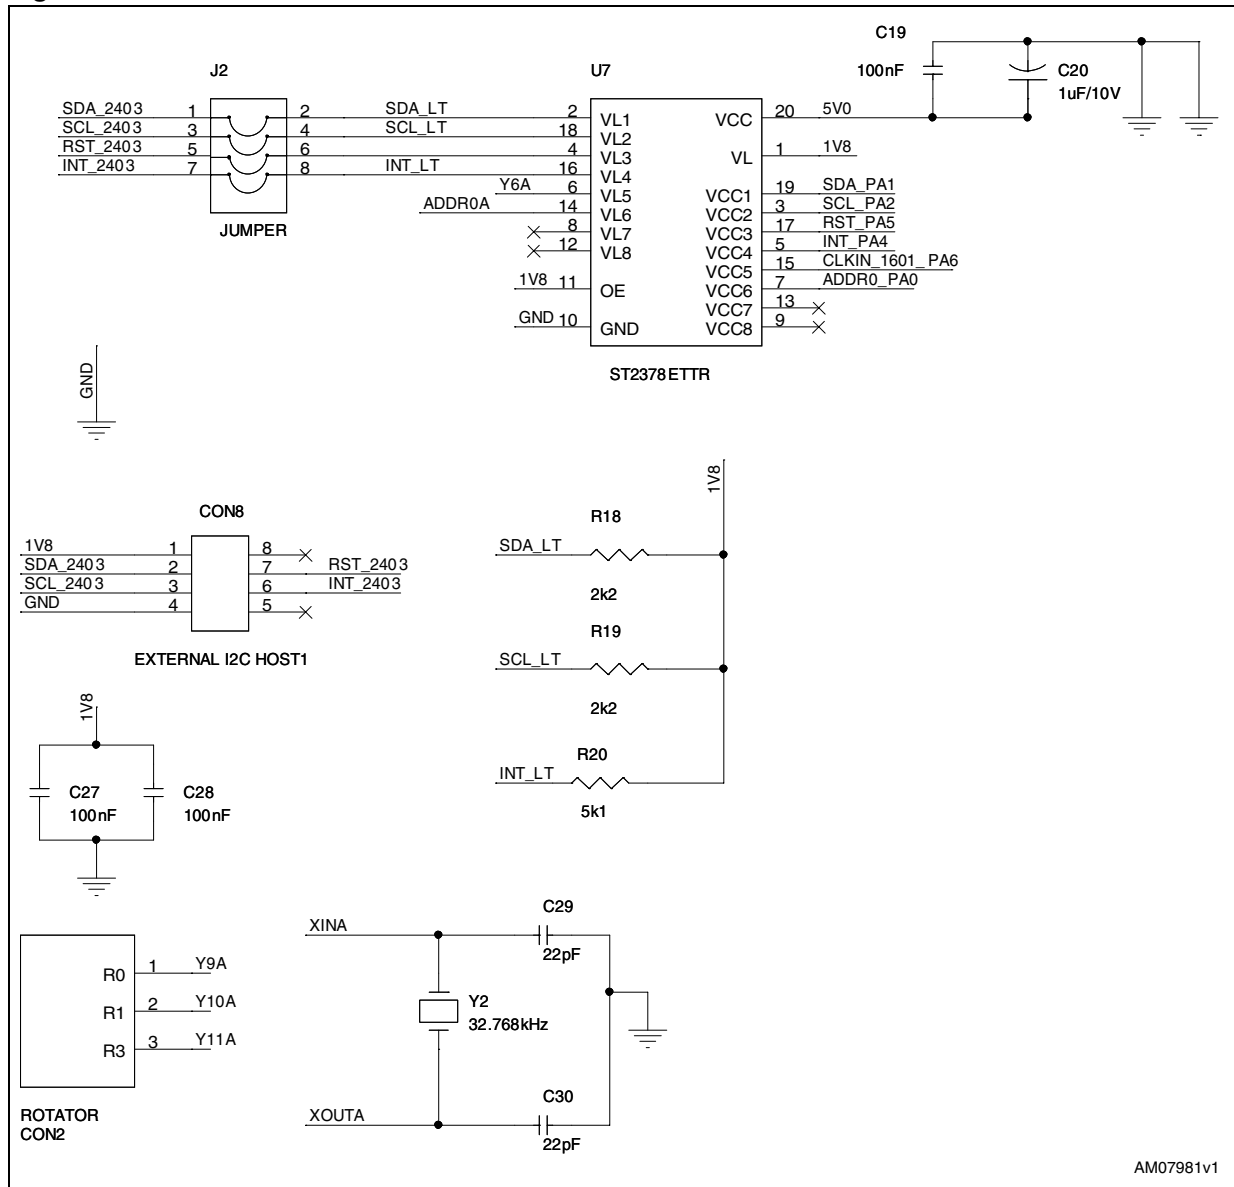 C19
J2 U7 100nF C20
1uF/10V
SDA_2403 1 2 SDA_LT 2 VL1 VCC 20 5V0
SCL_2403 3 4 SCL_LT 18 VL2
RST_2403 5 6 4 VL3 VL 1 1V8
INT_2403 7 8 INT_LT 16 VL4
Y6A 6 VL5 VCC1 19 SDA_PA1
ADDR0A 14 VL6 VCC2 3 SCL_PA2
JUMPER 8 VL7 VCC3 17 RST_PA5
12 VL8 VCC4 5 INT_PA4
VCC5 15 CLKIN_1601_PA6
1V8 11 OE VCC6 7 ADDR0_PA0
VCC7 13
GND 10 GND VCC8 9
ST2378ETTR
GND
1V8
CON8
1V8 1 8
SDA_2403 2 7 RST_2403
SCL_2403 3 6 INT_2403
GND 4 5
EXTERNAL I2C HOST1
R18
SDA_LT
2k2
R19
SCL_LT
2k2
R20
INT_LT
5k1
1V8
C27
100nF
C28
100nF
R0 1 Y9A
R1 2 Y10A
R3 3 Y11A
ROTATOR
CON2
C29
XINA
22pF
Y2
32.768kHz
C30
XOUTA
22pF
AM07981v1